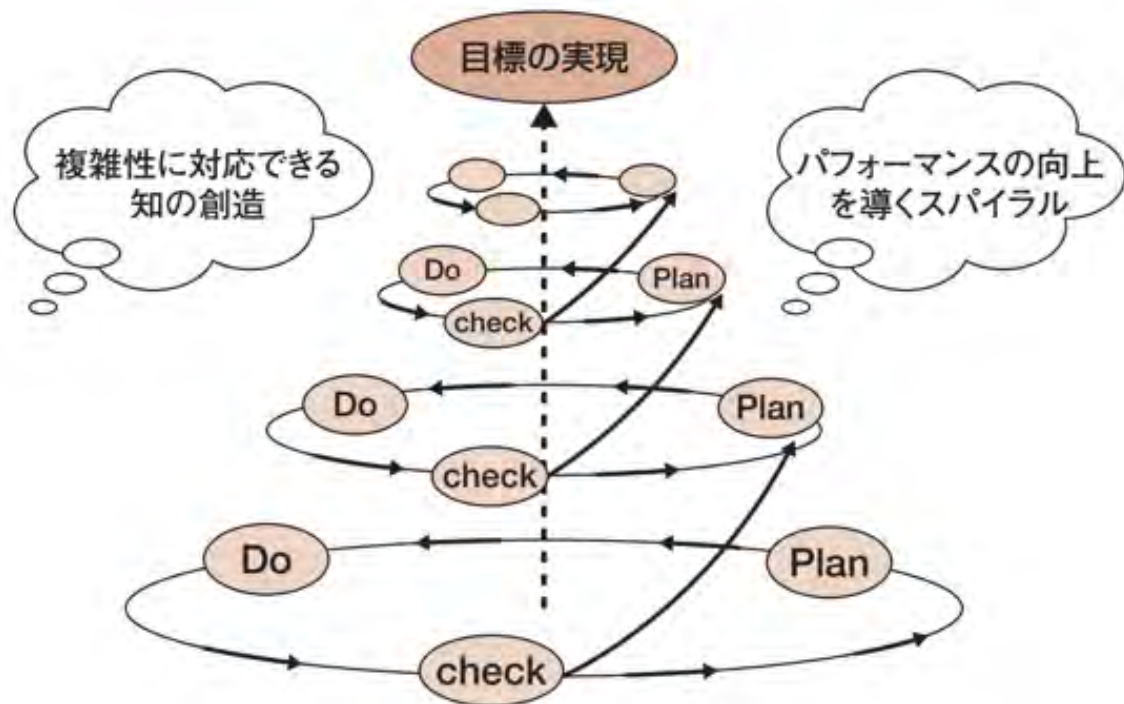 目標の実現
複雑性に対応できる
知の創造
パフォーマンスの向上
を導くスパイラル
Do
Plan
check
Do
Plan
check
Do
Plan
check